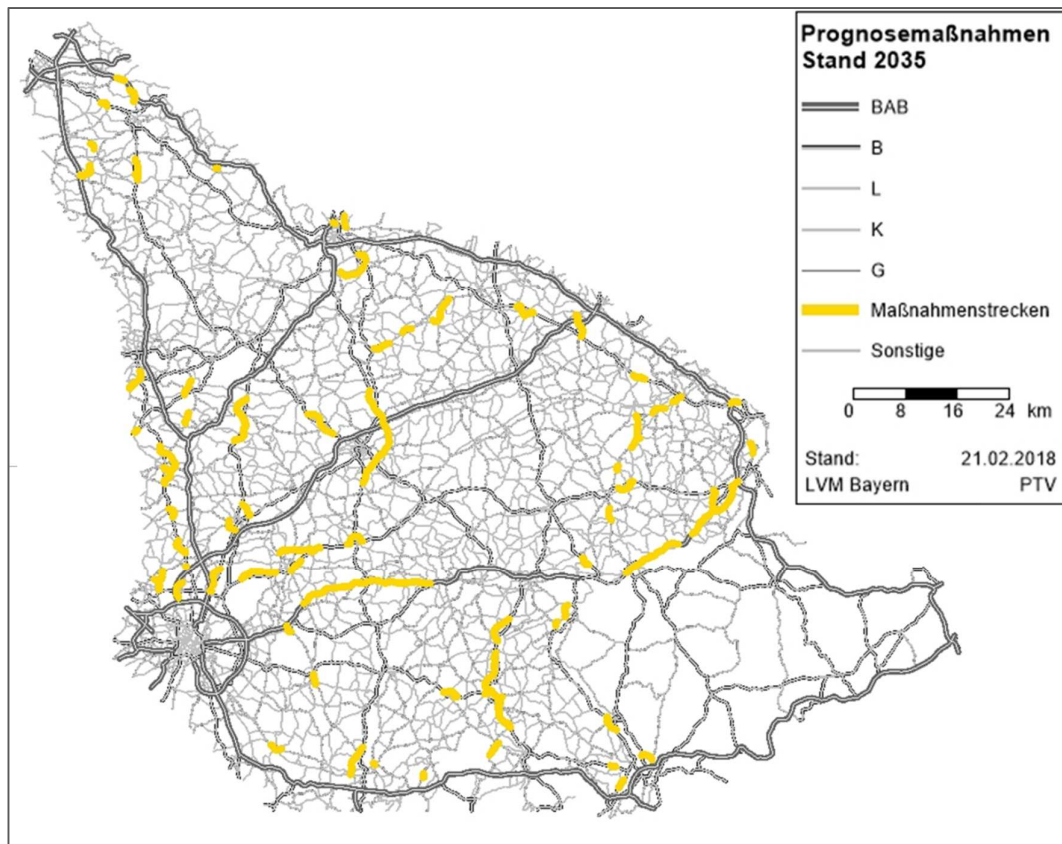 Prognosemaßnahmen
Stand 2035
BAB
B
L
K
G
Maßnahmenstrecken
Sonstige
0 8 16 24 km
Stand: 21.02.2018
LVM Bayern PTV